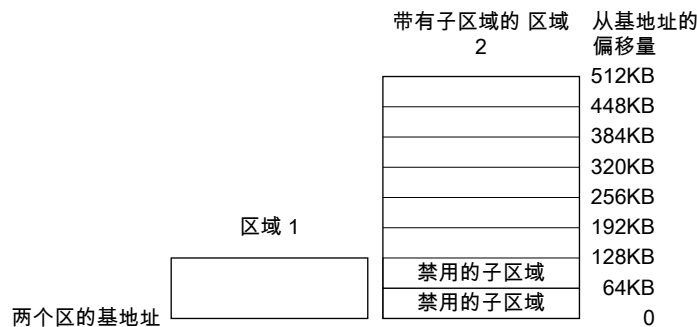 带有子区域的 区域
2
从基地址的
偏移量
512KB
448KB
384KB
320KB
256KB
区域 1
192KB
128KB
禁用的子区域
64KB
禁用的子区域
两个区的基地址
0